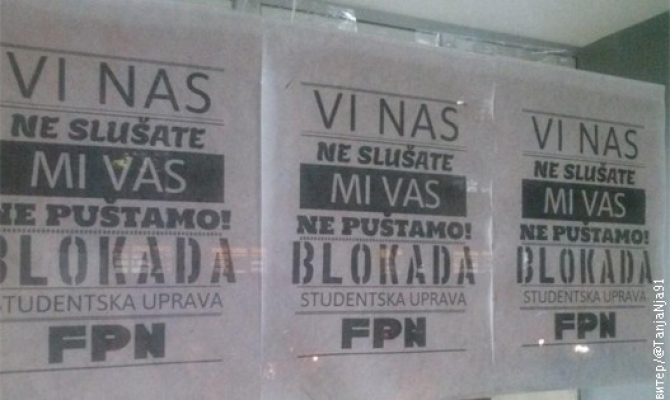 VI NAS
NE SLUŠATE
MI VAS
NE PUŠTAMO!
BLOKADA
STUDENTSKA UPRAVA
FPN
VI NAS
NE SLUŠATE
MI VAS
NE PUŠTAMO!
BLOKADA
STUDENTSKA UPRAVA
FPN
VI NAS
NE SLUŠATE
MI VAS
NE PUŠTAMO!
BLOKADA
STUDENTSKA UPRAVA
FPN
витер/@TanjaNja91